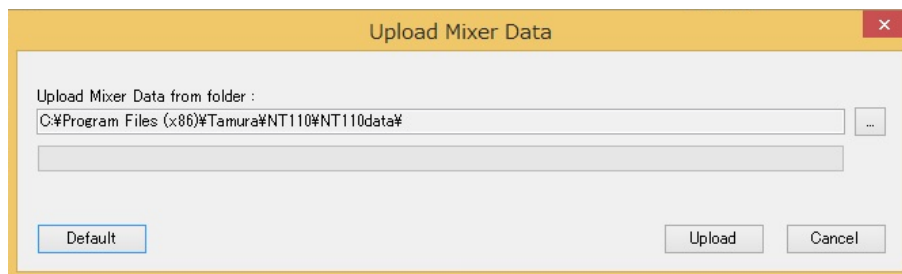 Upload Mixer Data
Upload Mixer Data from folder :
C:¥Program Files (x86)¥Tamura¥NT110¥NT110data¥
...
Default
Upload
Cancel